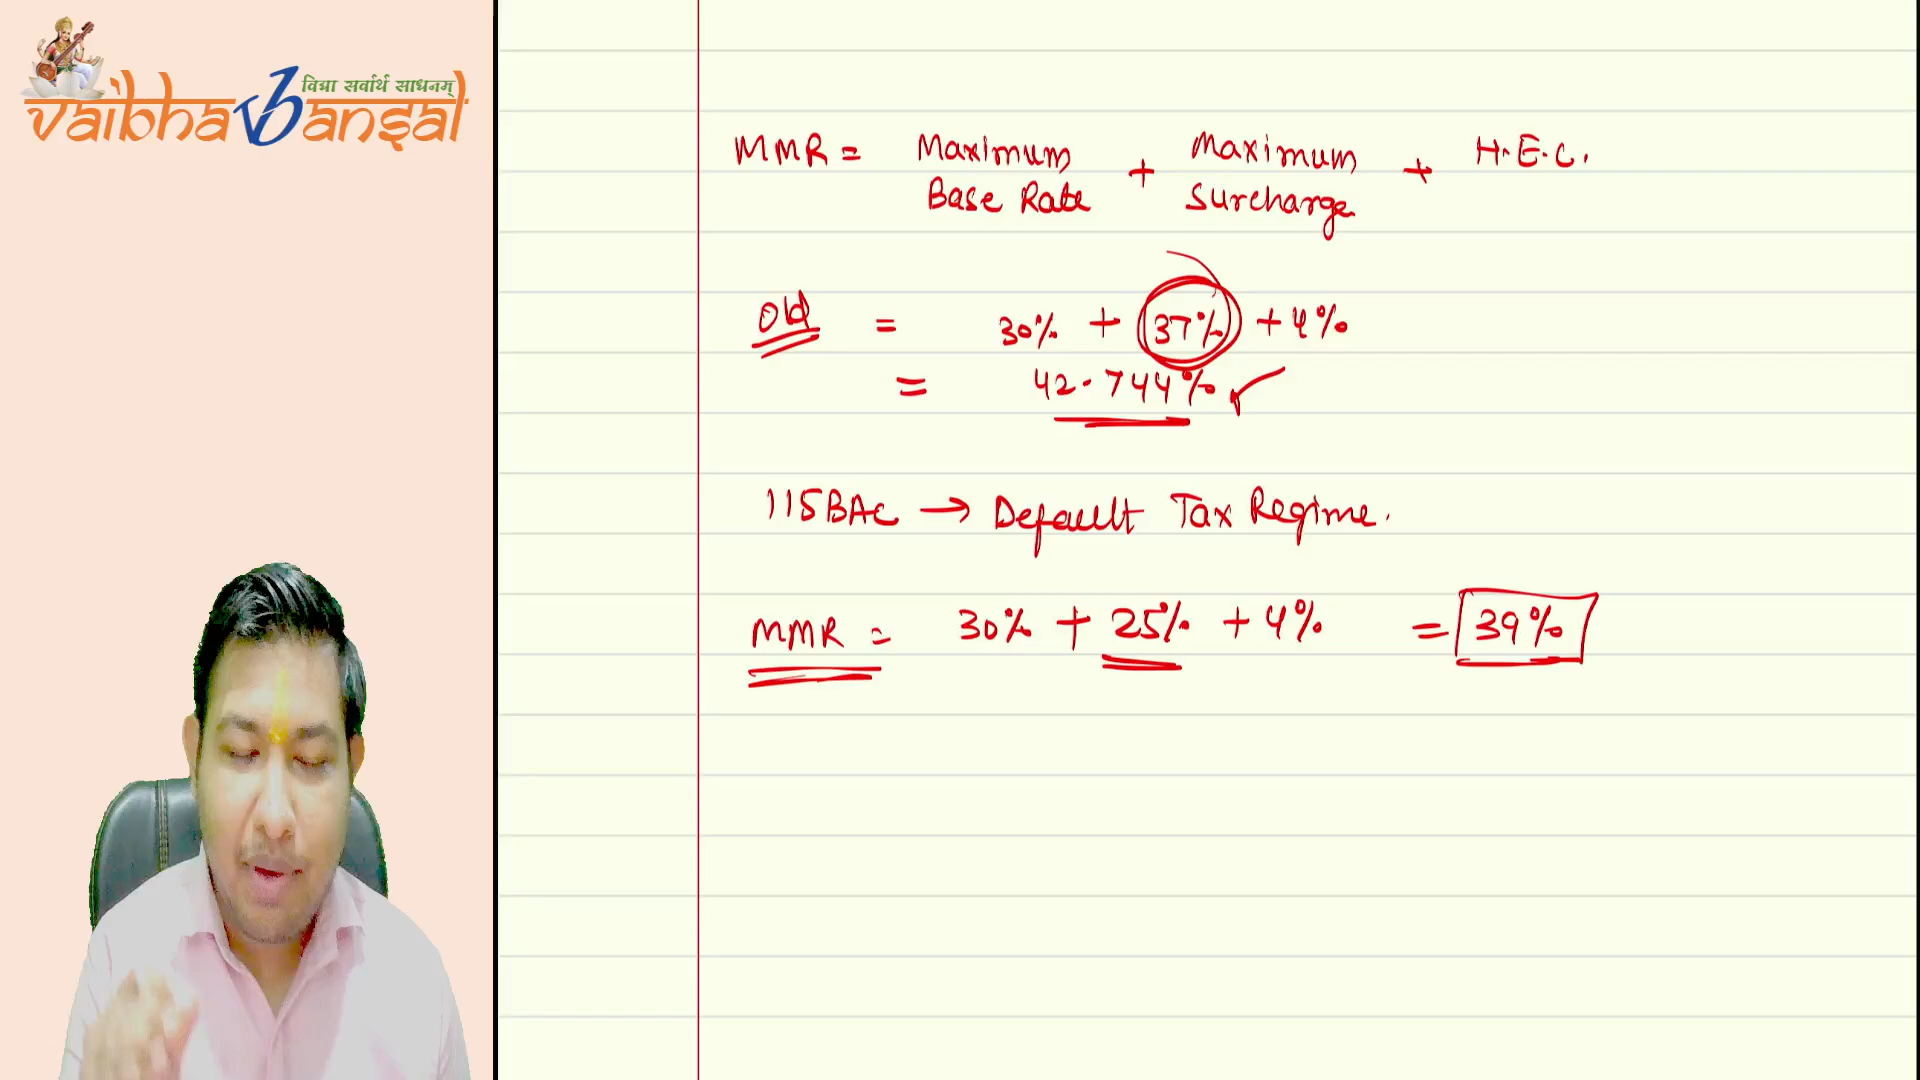 विद्या सर्वार्थ साधनम्
Vaibhav Bansal
MMR = Maximum Base Rate + Maximum Surcharge + H.E.C.
Old = 30% + 37% + 4%
= 42.744%
115BAC → Default Tax Regime.
MMR = 30% + 25% + 4% = 39%